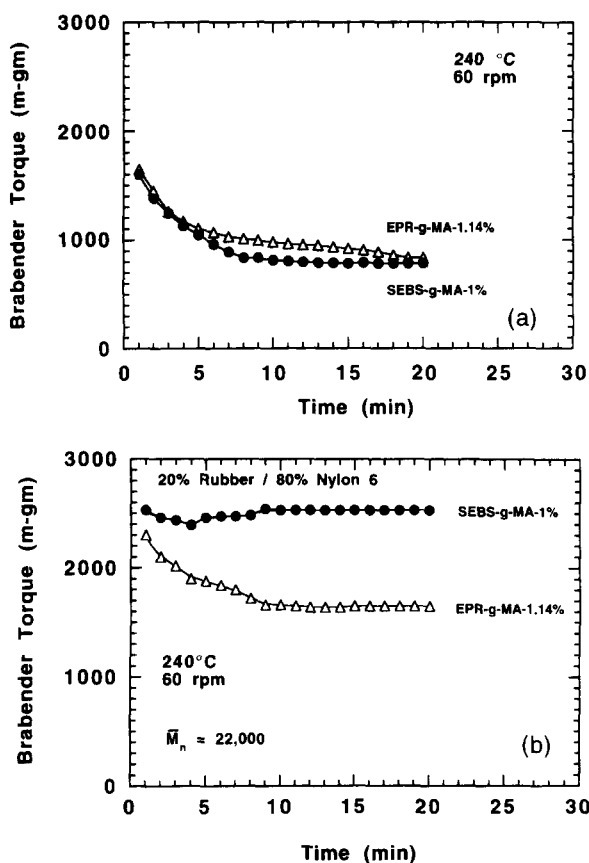 3000
2000
1000
0
Brabender Torque (m-gm)
240 °C
60 rpm
EPR-g-MA-1.14%
SEBS-g-MA-1%
(a)
0 5 10 15 20 25 30
Time (min)
3000
2000
1000
0
Brabender Torque (m-gm)
20% Rubber / 80% Nylon 6
SEBS-g-MA-1%
EPR-g-MA-1.14%
240°C
60 rpm
M̄n = 22,000
(b)
0 5 10 15 20 25 30
Time (min)